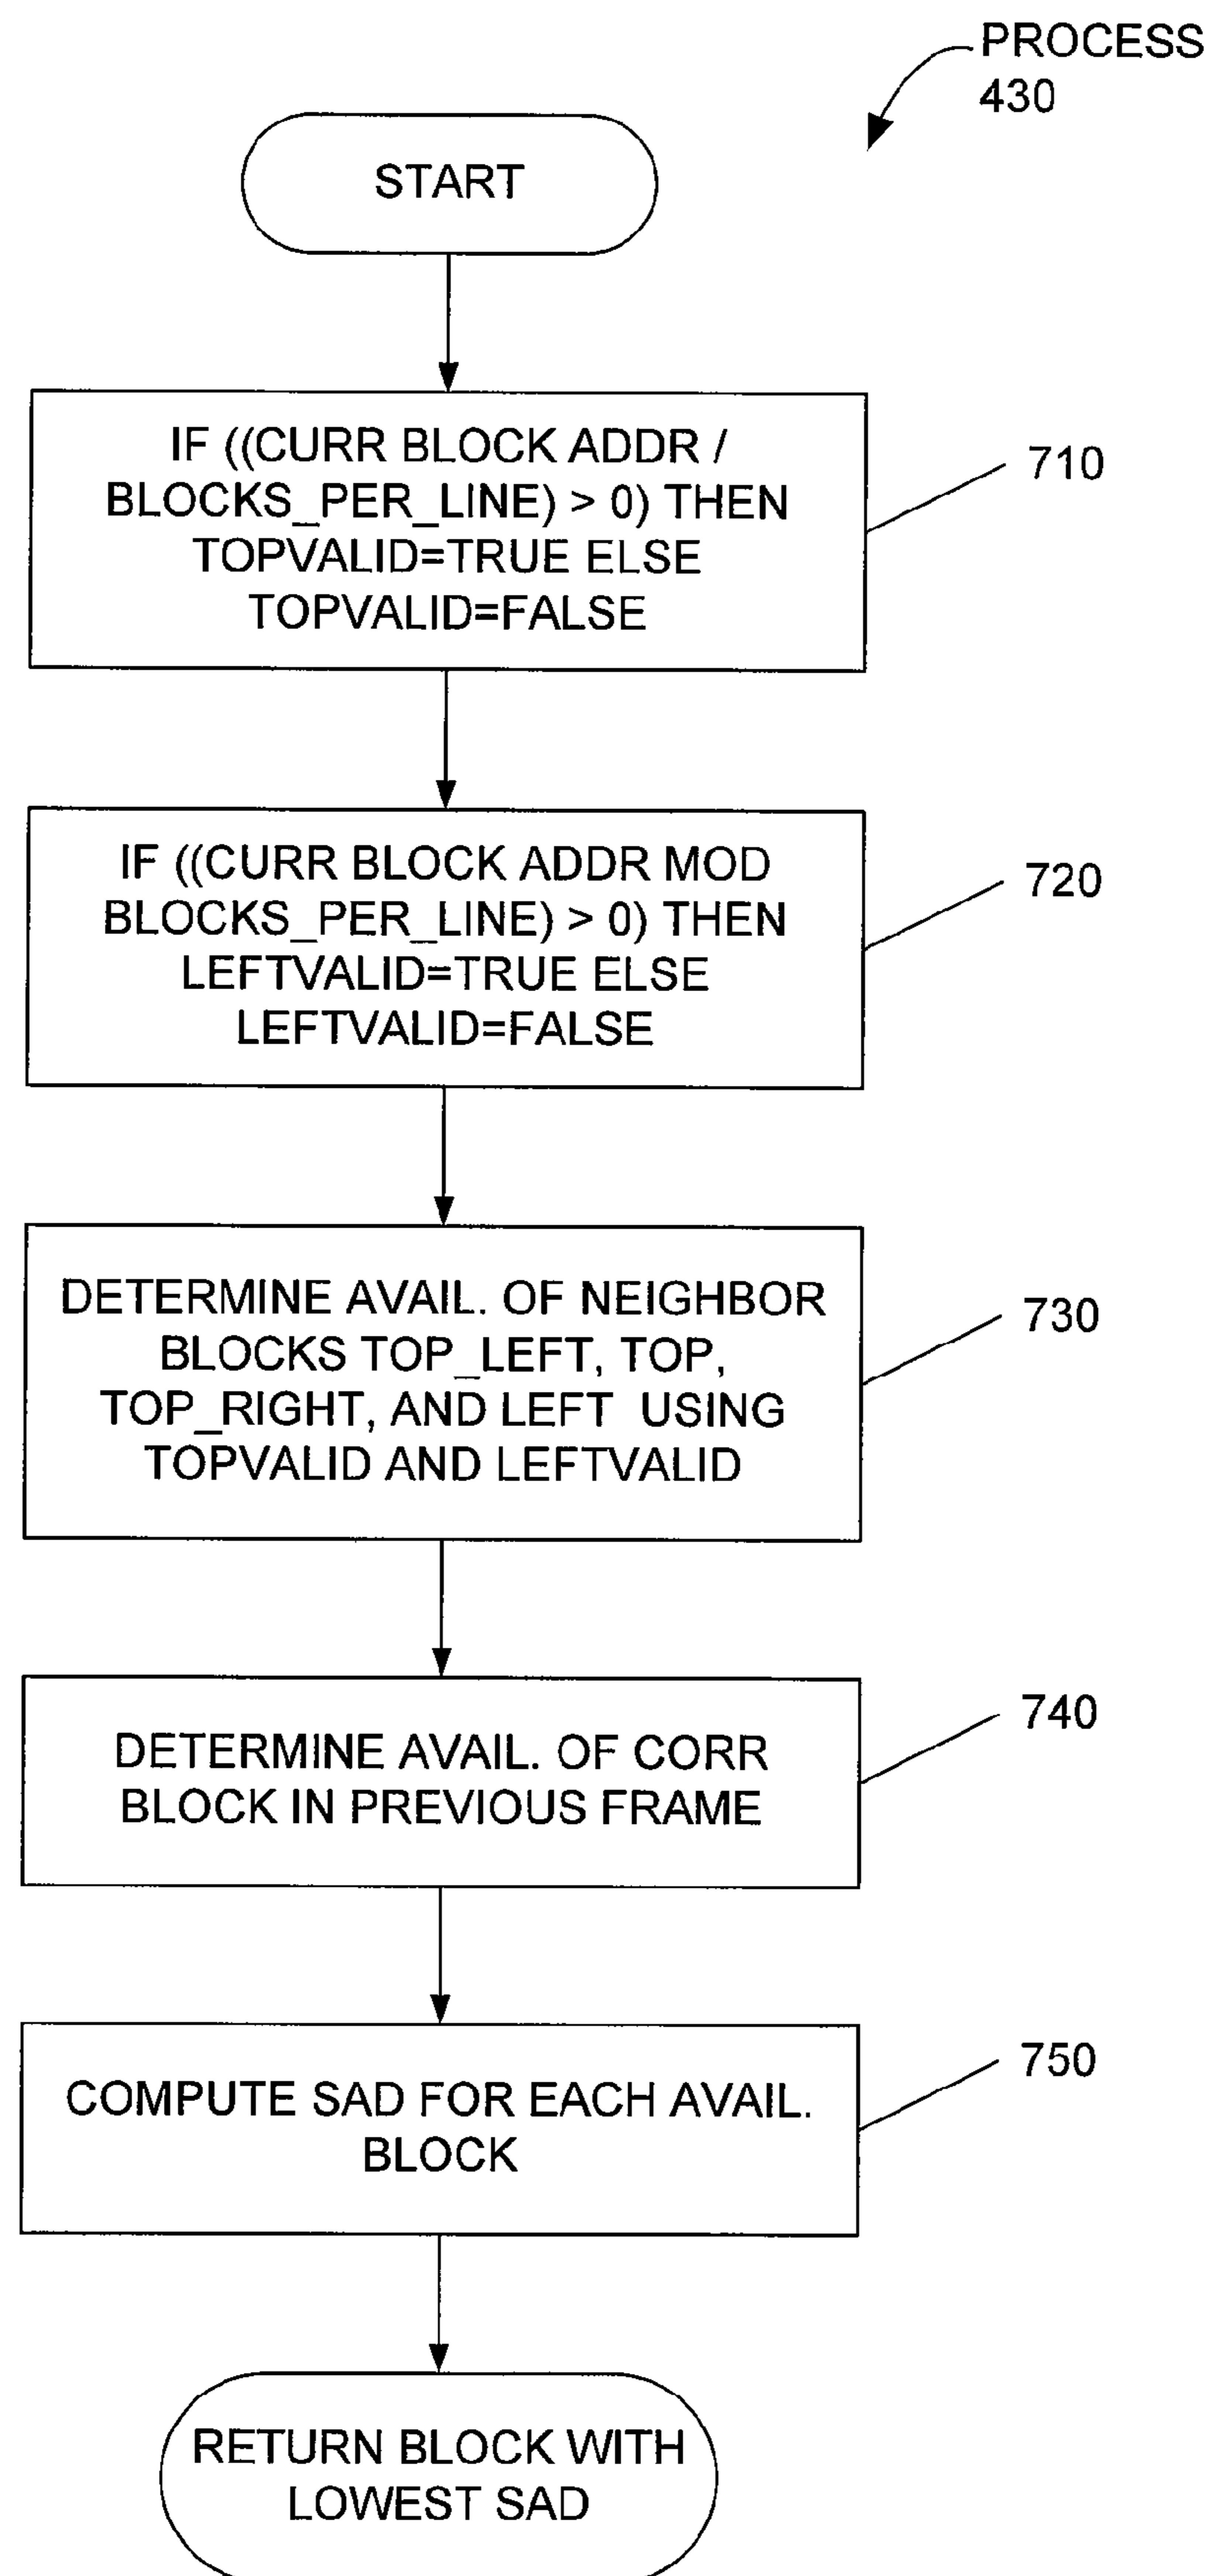 PROCESS
430
START
IF ((CURR BLOCK ADDR /
BLOCKS_PER_LINE) > 0) THEN
TOPVALID=TRUE ELSE
TOPVALID=FALSE
710
IF ((CURR BLOCK ADDR MOD
BLOCKS_PER_LINE) > 0) THEN
LEFTVALID=TRUE ELSE
LEFTVALID=FALSE
720
DETERMINE AVAIL. OF NEIGHBOR
BLOCKS TOP_LEFT, TOP,
TOP_RIGHT, AND LEFT USING
TOPVALID AND LEFTVALID
730
DETERMINE AVAIL. OF CORR
BLOCK IN PREVIOUS FRAME
740
COMPUTE SAD FOR EACH AVAIL.
BLOCK
750
RETURN BLOCK WITH
LOWEST SAD